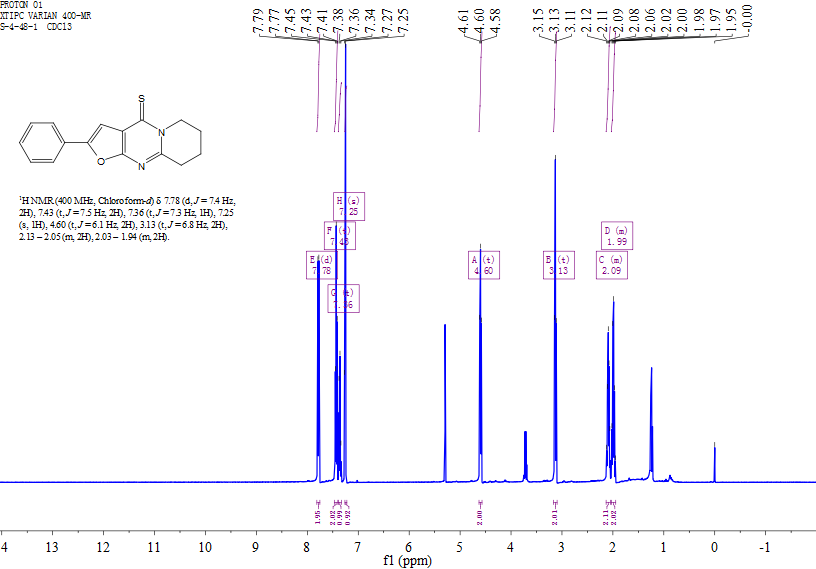 PROTON 01
XTIPC VARIAN 400-MR
S-4-48-1 CDCl3
7.79 7.77 7.45 7.43 7.41 7.38 7.36 7.34 7.27 7.25 4.61 4.60 4.58 3.15 3.13 3.11 2.12 2.11 2.09 2.08 2.06 2.02 2.00 1.98 1.97 1.95 -0.00
S
N
O
N
¹H NMR (400 MHz, Chloroform-d) δ 7.78 (d, J = 7.4 Hz,
2H), 7.43 (t, J = 7.5 Hz, 2H), 7.36 (t, J = 7.3 Hz, 1H), 7.25
(s, 1H), 4.60 (t, J = 6.1 Hz, 2H), 3.13 (t, J = 6.8 Hz, 2H),
2.13 – 2.05 (m, 2H), 2.03 – 1.94 (m, 2H).
H (s)
7.25
F (t)
7.43
D (m)
1.99
E (d)
7.78
A (t)
4.60
B (t)
3.13
C (m)
2.09
G (t)
7.36
1.95 2.02 0.99 0.92 2.00 2.01 2.11 2.02
4 13 12 11 10 9 8 7 6 5 4 3 2 1 0 -1
f1 (ppm)